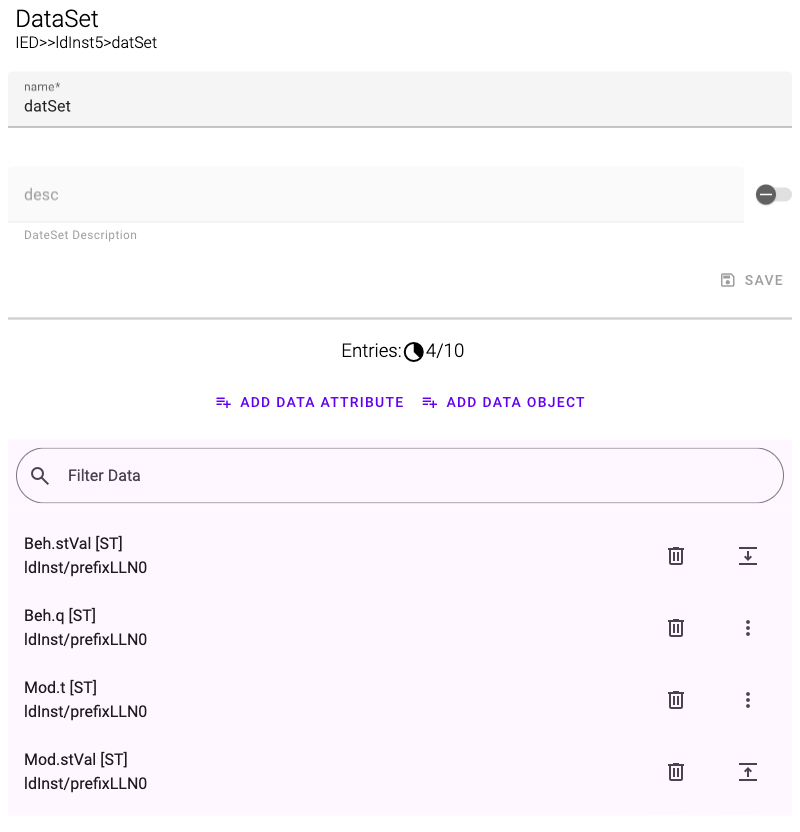 DataSet
IED>>ldInst5>datSet
name*
datSet
desc
DateSet Description
SAVE
Entries: 4/10
ADD DATA ATTRIBUTE ADD DATA OBJECT
Filter Data
Beh.stVal [ST]
ldInst/prefixLLN0
Beh.q [ST]
ldInst/prefixLLN0
Mod.t [ST]
ldInst/prefixLLN0
Mod.stVal [ST]
ldInst/prefixLLN0